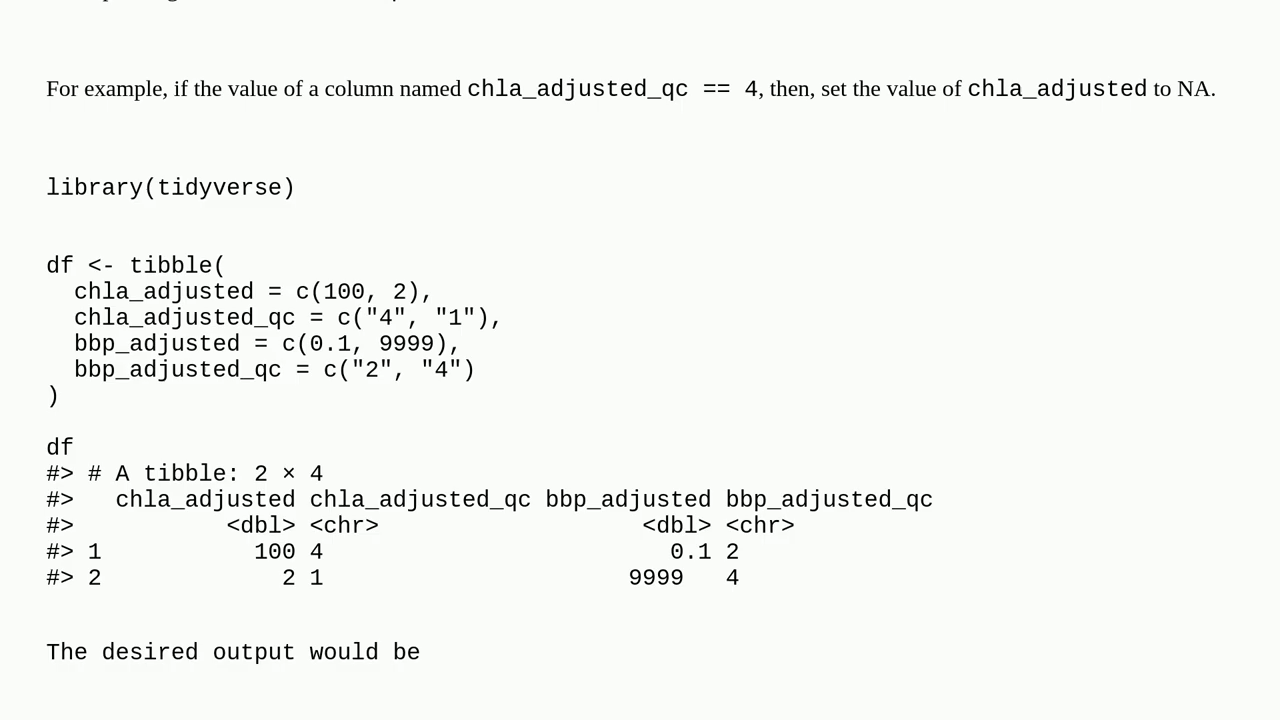 For example, if the value of a column named chla_adjusted_qc == 4, then, set the value of chla_adjusted to NA.
library(tidyverse)
df <- tibble(
  chla_adjusted = c(100, 2),
  chla_adjusted_qc = c("4", "1"),
  bbp_adjusted = c(0.1, 9999),
  bbp_adjusted_qc = c("2", "4")
)
df
#> # A tibble: 2 × 4
#>   chla_adjusted chla_adjusted_qc bbp_adjusted bbp_adjusted_qc
#>           <dbl> <chr>                   <dbl> <chr>
#> 1           100 4                         0.1 2
#> 2             2 1                      9999   4
The desired output would be